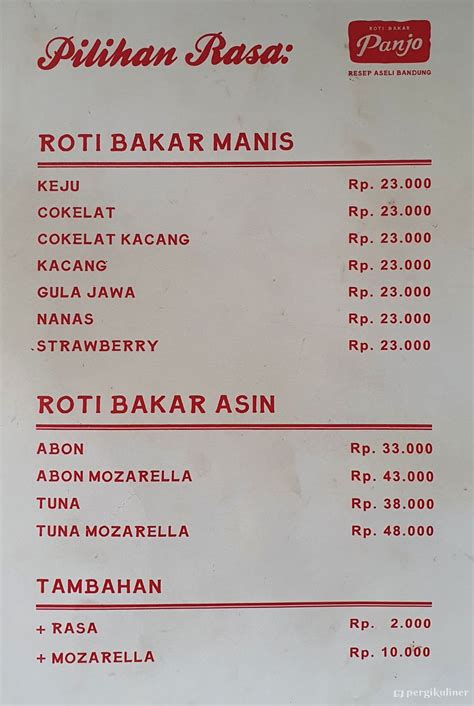 Pilihan Rasa:
ROTI BAKAR
Panjo
RESEP ASELI BANDUNG
ROTI BAKAR MANIS
KEJU Rp. 23.000
COKELAT Rp. 23.000
COKELAT KACANG Rp. 23.000
KACANG Rp. 23.000
GULA JAWA Rp. 23.000
NANAS Rp. 23.000
STRAWBERRY Rp. 23.000
ROTI BAKAR ASIN
ABON Rp. 33.000
ABON MOZARELLA Rp. 43.000
TUNA Rp. 38.000
TUNA MOZARELLA Rp. 48.000
TAMBAHAN
+ RASA Rp. 2.000
+ MOZARELLA Rp. 10.000
pergikuliner